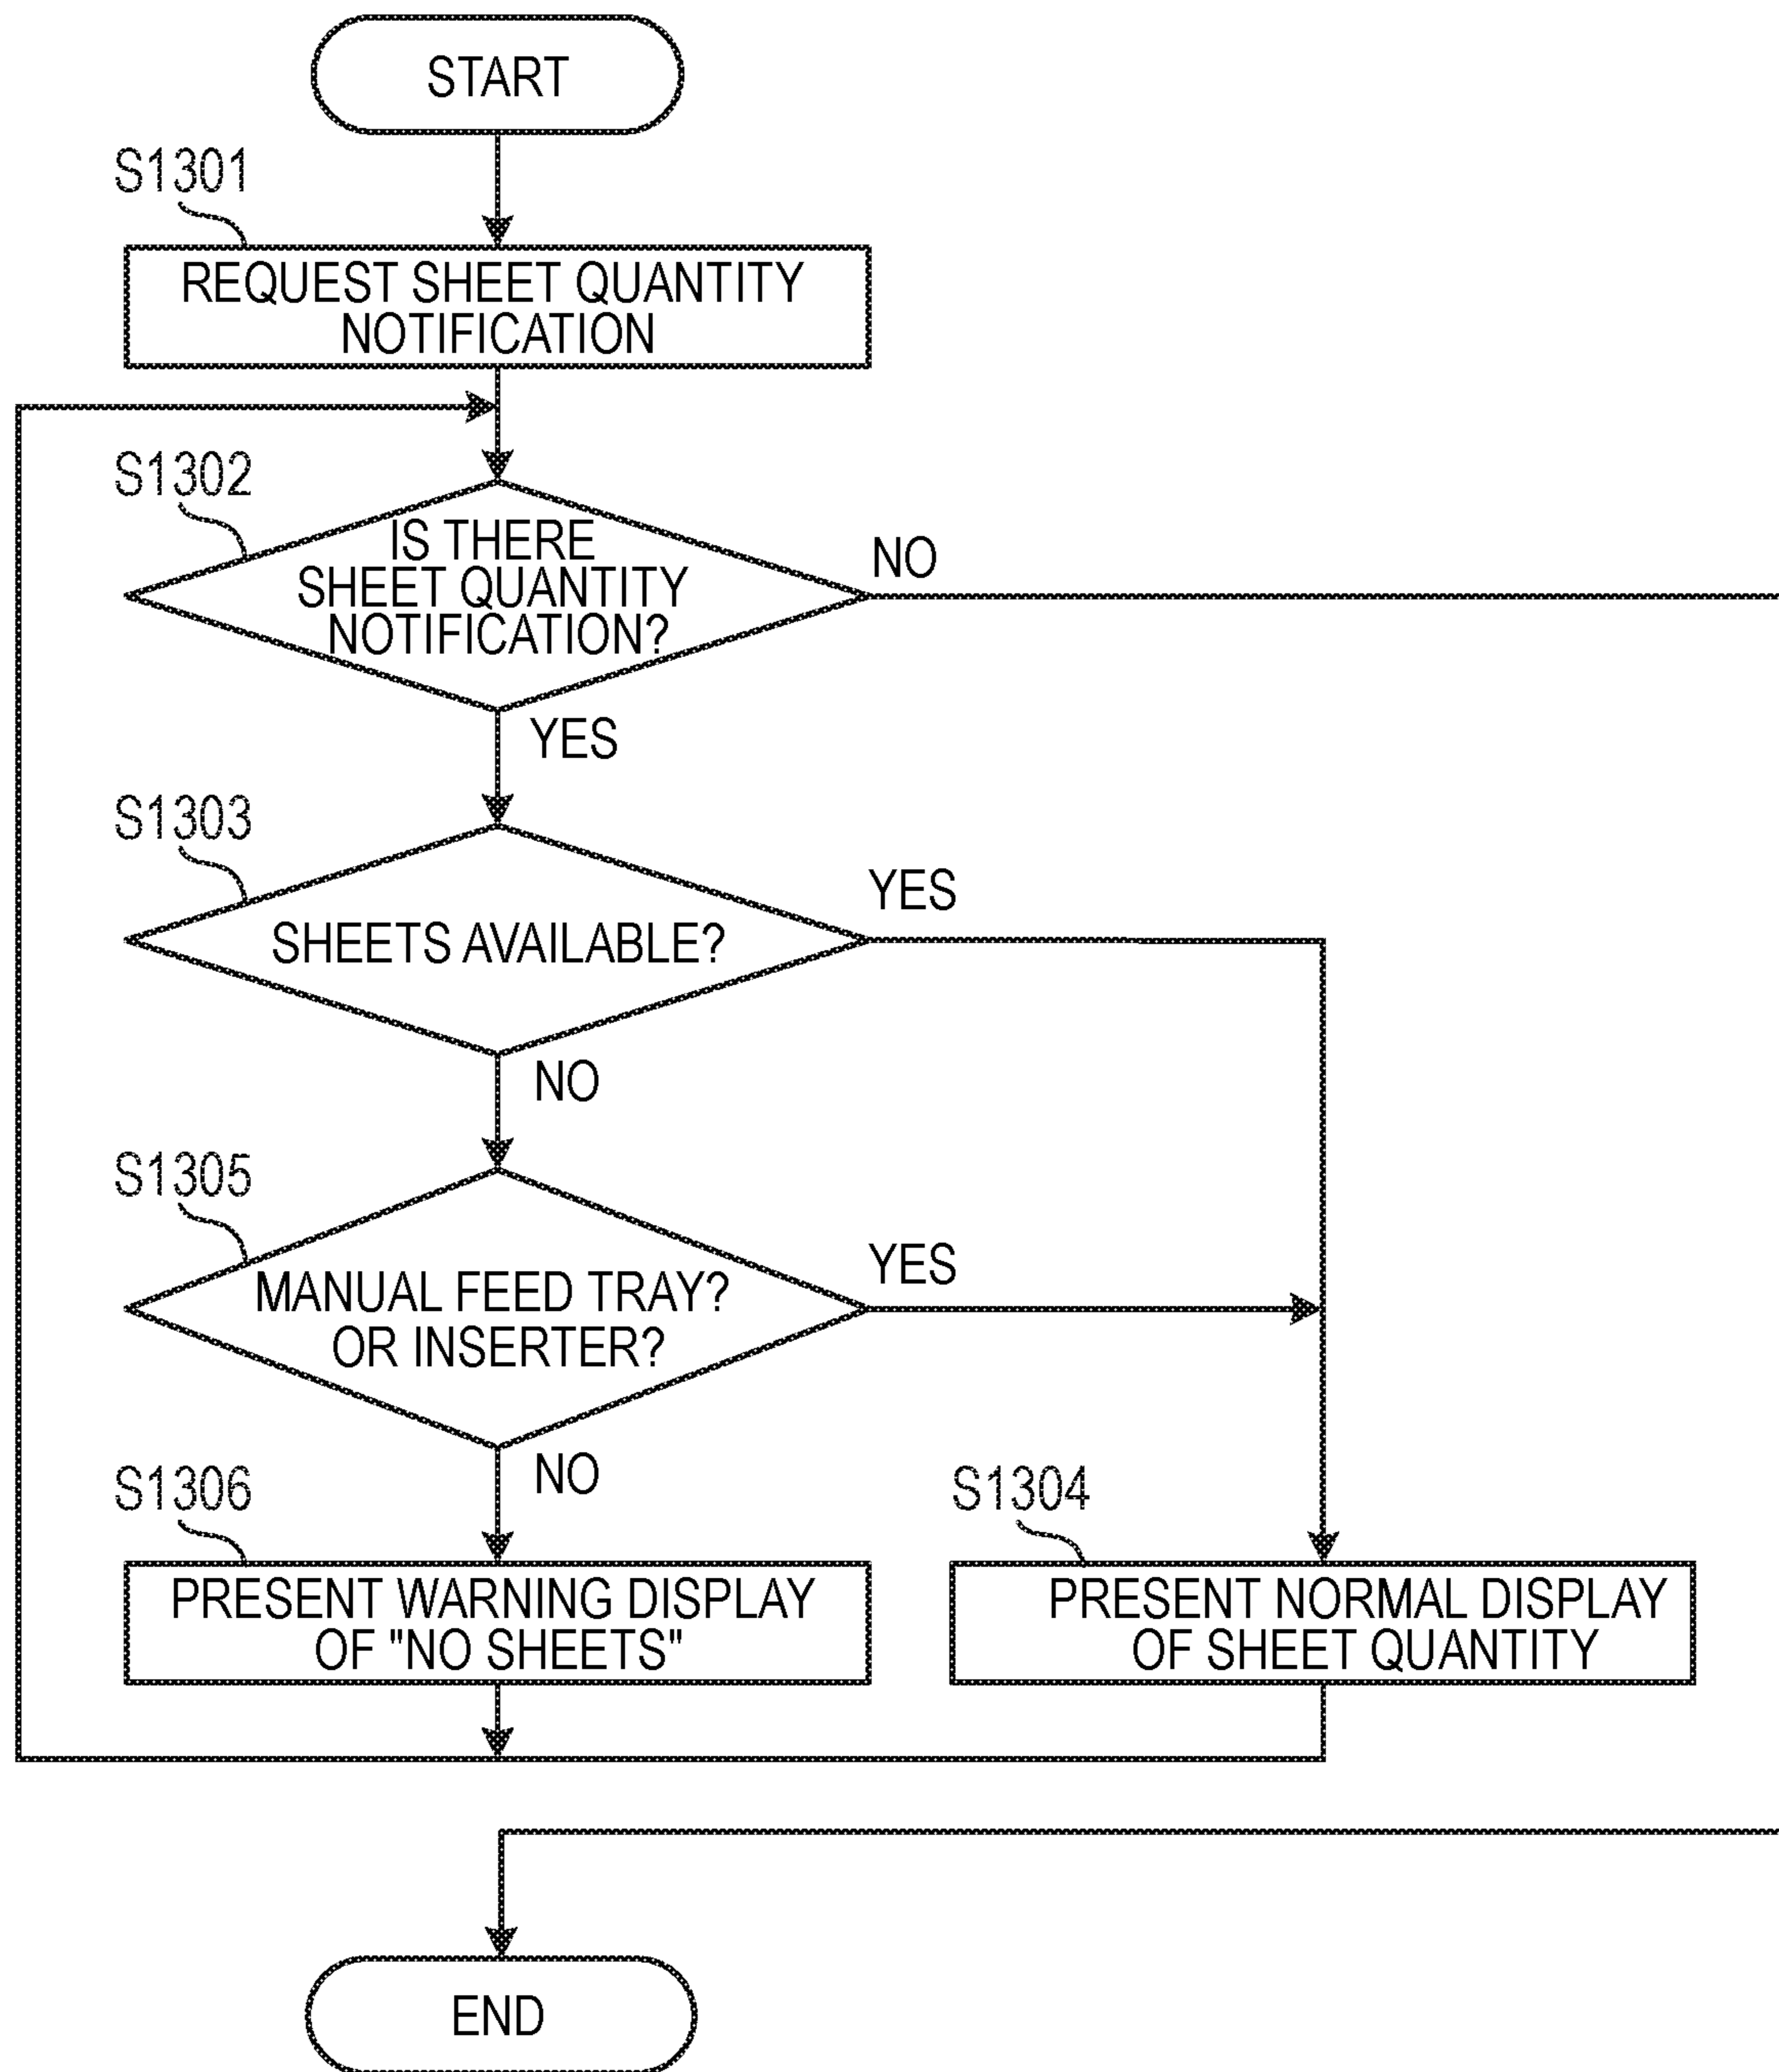 START
S1301
REQUEST SHEET QUANTITY
NOTIFICATION
S1302
IS THERE
SHEET QUANTITY
NOTIFICATION?
NO
YES
S1303
SHEETS AVAILABLE?
YES
NO
S1305
MANUAL FEED TRAY?
OR INSERTER?
YES
NO
S1306
PRESENT WARNING DISPLAY
OF "NO SHEETS"
S1304
PRESENT NORMAL DISPLAY
OF SHEET QUANTITY
END